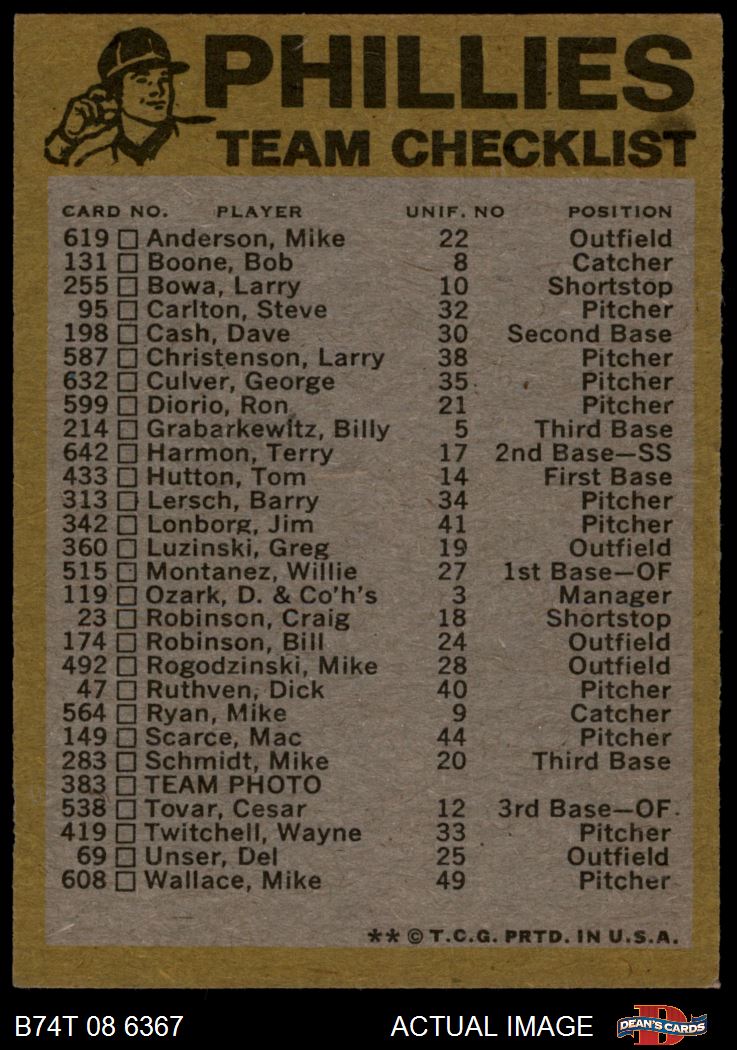 PHILLIES
TEAM CHECKLIST
CARD NO. PLAYER UNIF. NO POSITION
619 Anderson, Mike 22 Outfield
131 Boone, Bob 8 Catcher
255 Bowa, Larry 10 Shortstop
95 Carlton, Steve 32 Pitcher
198 Cash, Dave 30 Second Base
587 Christenson, Larry 38 Pitcher
632 Culver, George 35 Pitcher
599 Diorio, Ron 21 Pitcher
214 Grabarkewitz, Billy 5 Third Base
642 Harmon, Terry 17 2nd Base—SS
433 Hutton, Tom 14 First Base
313 Lersch, Barry 34 Pitcher
342 Lonborg, Jim 41 Pitcher
360 Luzinski, Greg 19 Outfield
515 Montanez, Willie 27 1st Base—OF
119 Ozark, D. & Co'h's 3 Manager
23 Robinson, Craig 18 Shortstop
174 Robinson, Bill 24 Outfield
492 Rogodzinski, Mike 28 Outfield
47 Ruthven, Dick 40 Pitcher
564 Ryan, Mike 9 Catcher
149 Scarce, Mac 44 Pitcher
283 Schmidt, Mike 20 Third Base
383 TEAM PHOTO
538 Tovar, Cesar 12 3rd Base—OF
419 Twitchell, Wayne 33 Pitcher
69 Unser, Del 25 Outfield
608 Wallace, Mike 49 Pitcher
** © T.C.G. PRTD. IN U.S.A.
B74T 08 6367 ACTUAL IMAGE DEAN'S CARDS